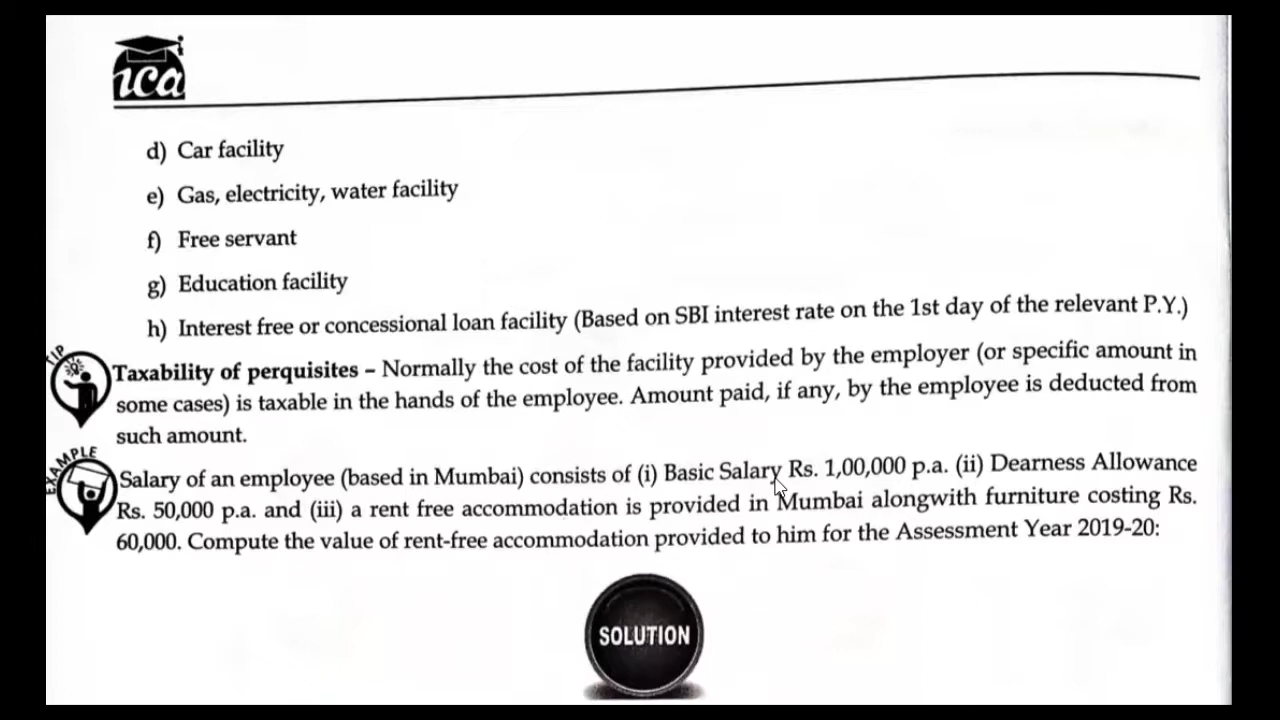 ica
d) Car facility
e) Gas, electricity, water facility
f) Free servant
g) Education facility
h) Interest free or concessional loan facility (Based on SBI interest rate on the 1st day of the relevant P.Y.)
TIP
Taxability of perquisites – Normally the cost of the facility provided by the employer (or specific amount in
some cases) is taxable in the hands of the employee. Amount paid, if any, by the employee is deducted from
such amount.
EXAMPLE
Salary of an employee (based in Mumbai) consists of (i) Basic Salary Rs. 1,00,000 p.a. (ii) Dearness Allowance
Rs. 50,000 p.a. and (iii) a rent free accommodation is provided in Mumbai alongwith furniture costing Rs.
60,000. Compute the value of rent-free accommodation provided to him for the Assessment Year 2019-20:
SOLUTION